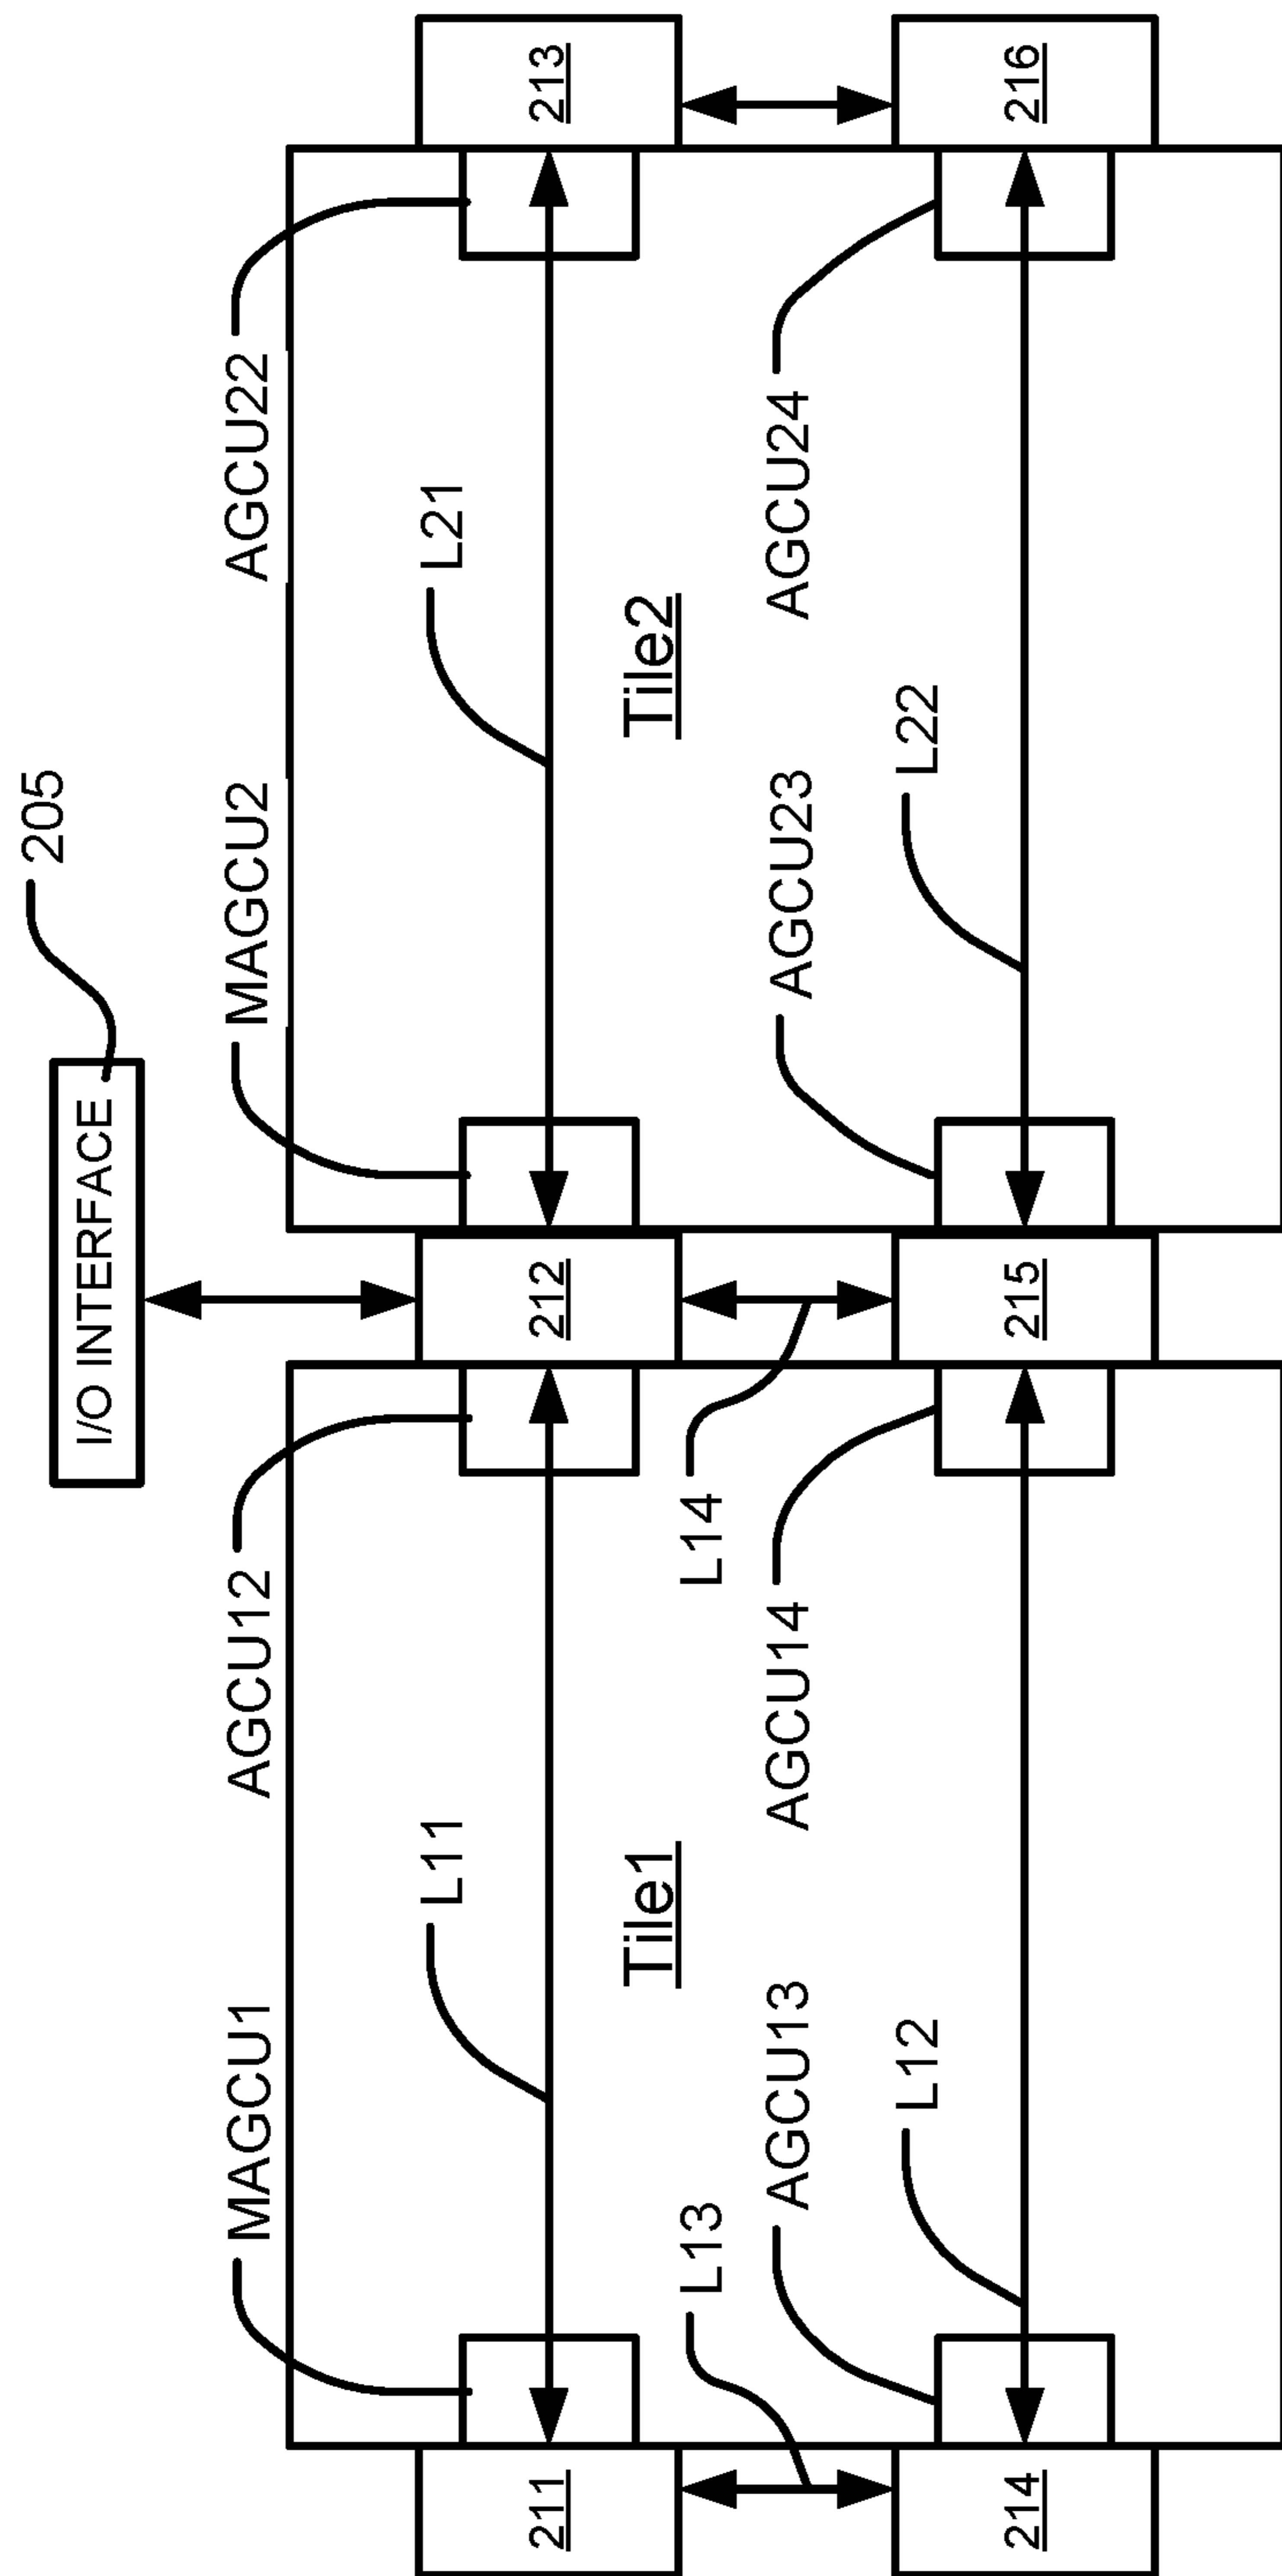 205
I/O INTERFACE
MAGCU1
AGCU12
MAGCU2
AGCU22
L11
L21
211
212
213
Tile1
Tile2
L13
L14
AGCU13
AGCU14
AGCU23
AGCU24
L12
L22
214
215
216